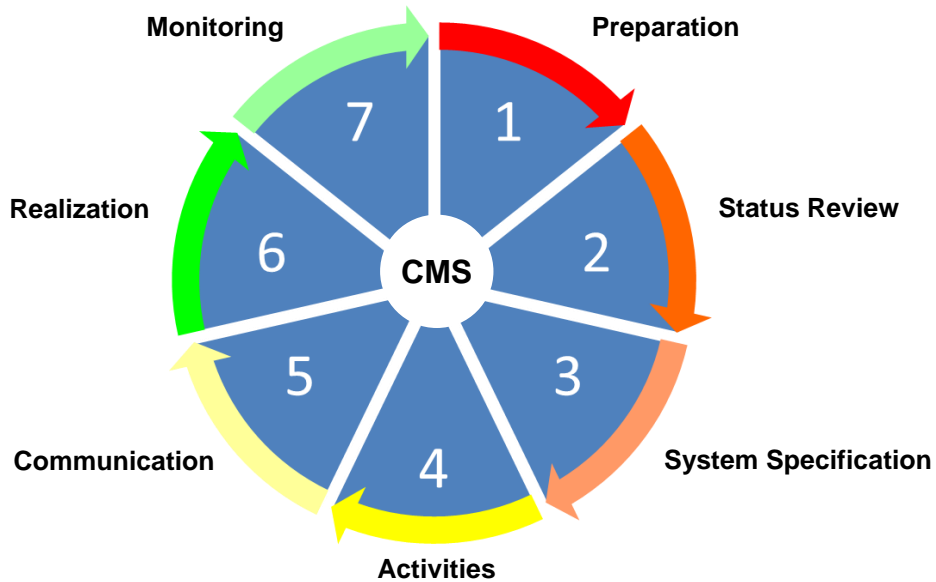 Monitoring
Preparation
7
1
Realization
Status Review
6
2
CMS
5
3
Communication
System Specification
4
Activities